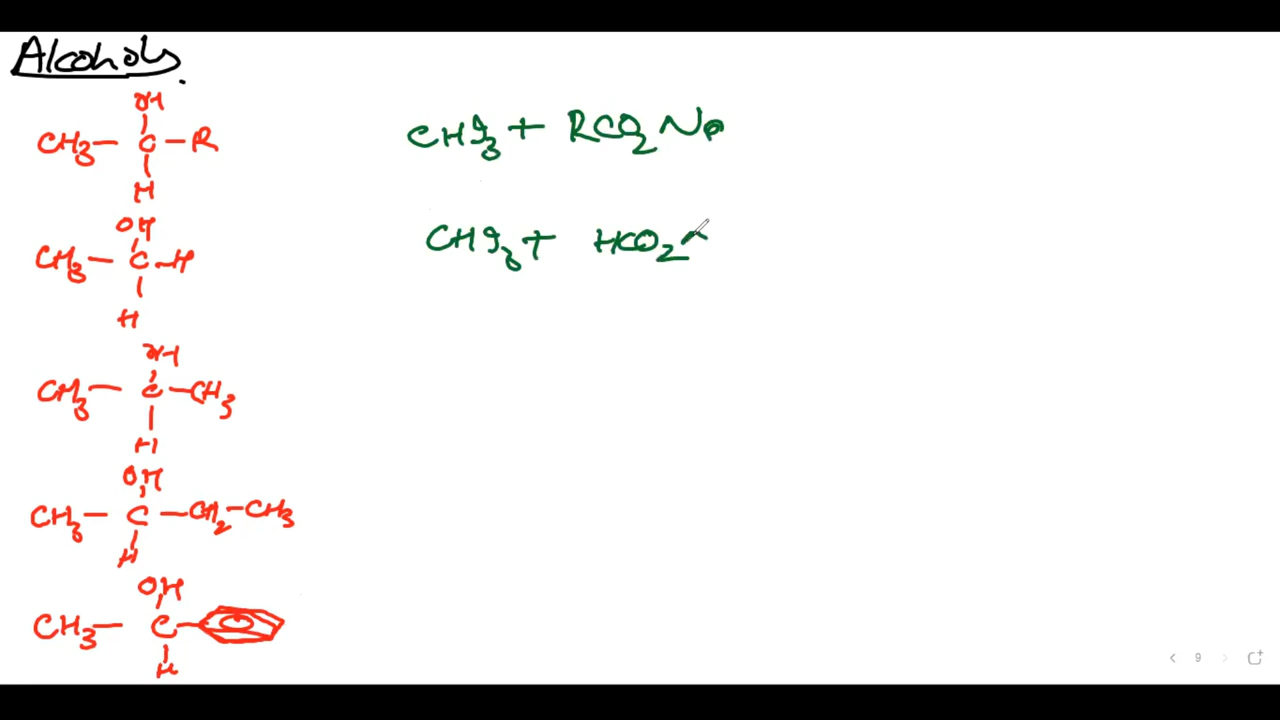 Alcohols
OH
CH3 — C — R
H
CHI3 + RCO2Na
OH
CH3 — C — H
H
CHI3 + HCO2
OH
CH3 — C — CH3
H
OH
CH3 — C — CH2 — CH3
H
OH
CH3 — C —
H
9